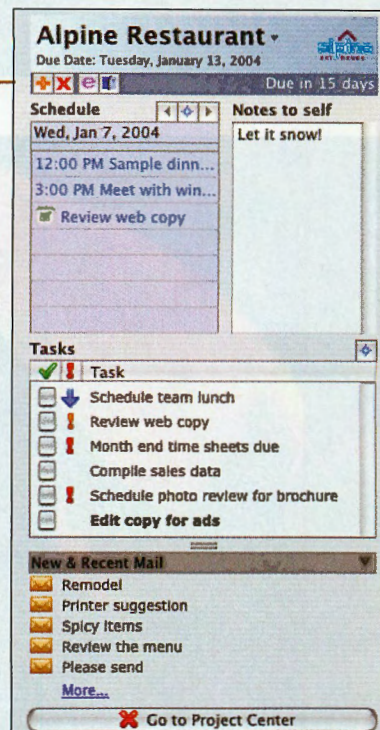 Alpine Restaurant
Due Date: Tuesday, January 13, 2004
alpine
Due in 15 days
Schedule
Notes to self
Wed, Jan 7, 2004
Let it snow!
12:00 PM Sample dinn...
3:00 PM Meet with win...
Review web copy
Tasks
Task
Schedule team lunch
Review web copy
Month end time sheets due
Compile sales data
Schedule photo review for brochure
Edit copy for ads
New & Recent Mail
Remodel
Printer suggestion
Spicy items
Review the menu
Please send
More...
Go to Project Center